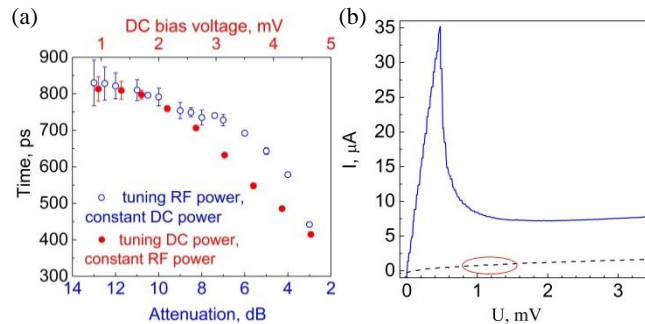 (a)
DC bias voltage, mV
1 2 3 4 5
900
800
700
600
500
400
300
Time, ps
tuning RF power,
constant DC power
tuning DC power,
constant RF power
14 12 10 8 6 4 2
Attenuation, dB
(b)
35
30
25
20
15
10
5
0
I, μA
0 1 2 3
U, mV